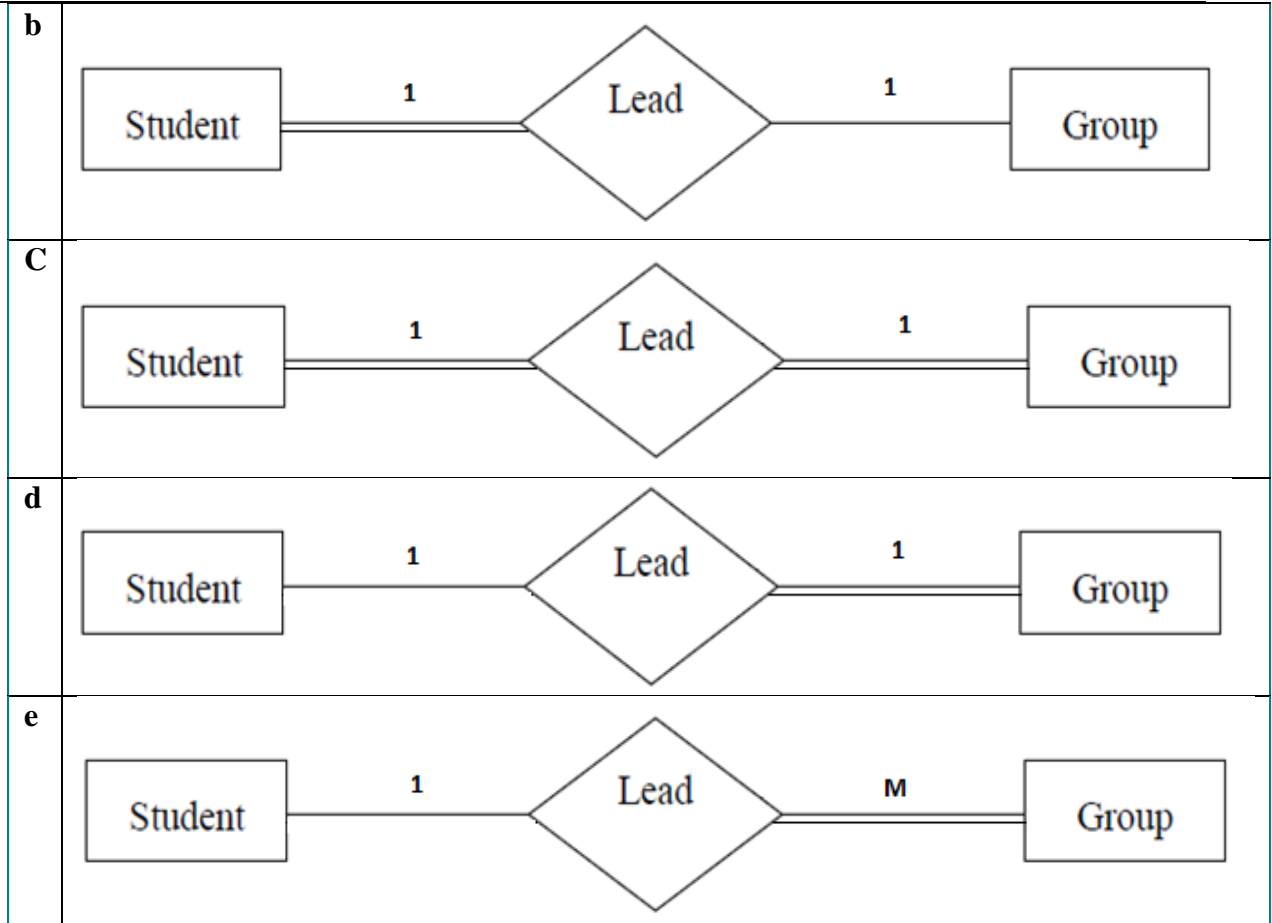 b
Student 1 Lead 1 Group
C
Student 1 Lead 1 Group
d
Student 1 Lead 1 Group
e
Student 1 Lead M Group